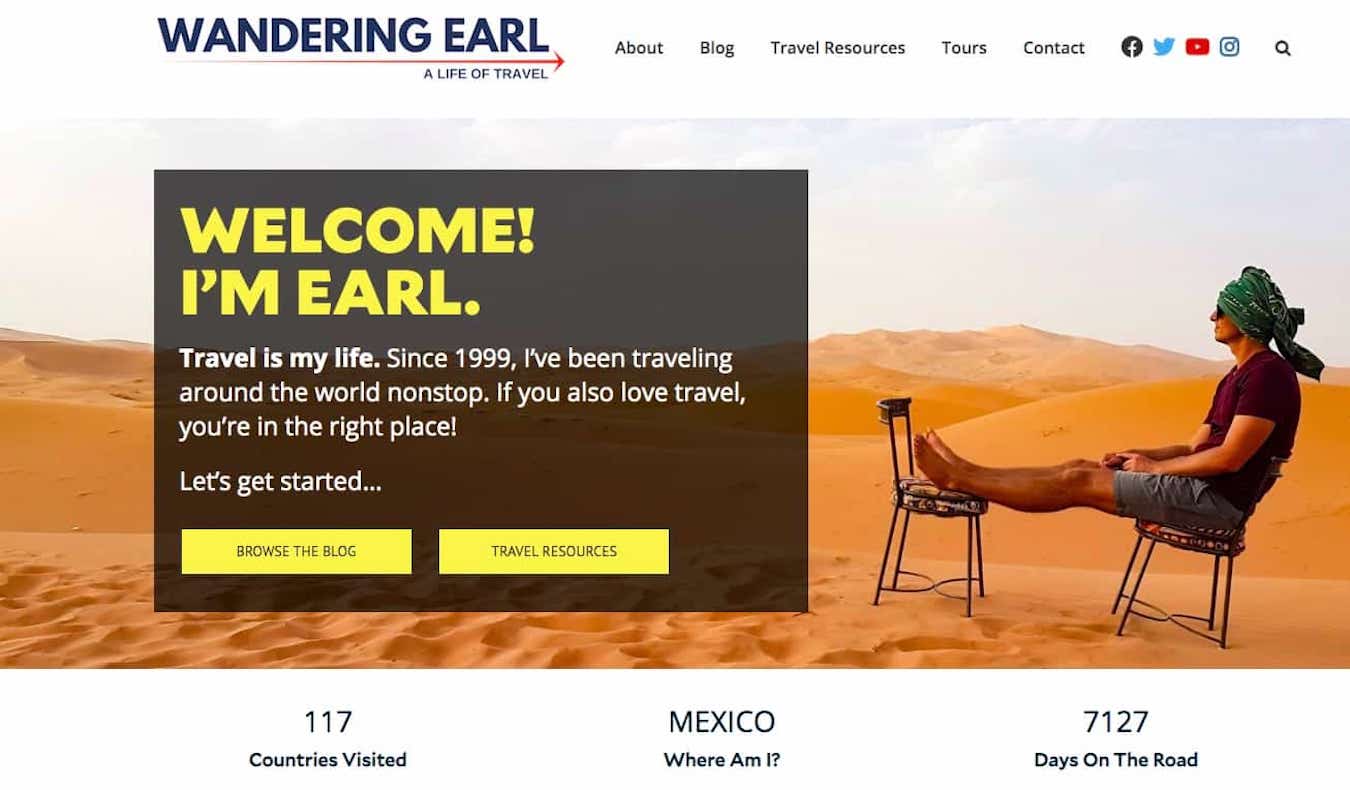 WANDERING EARL
A LIFE OF TRAVEL
About Blog Travel Resources Tours Contact
WELCOME!
I'M EARL.
Travel is my life. Since 1999, I've been traveling
around the world nonstop. If you also love travel,
you're in the right place!
Let's get started...
BROWSE THE BLOG TRAVEL RESOURCES
117 MEXICO 7127
Countries Visited Where Am I? Days On The Road